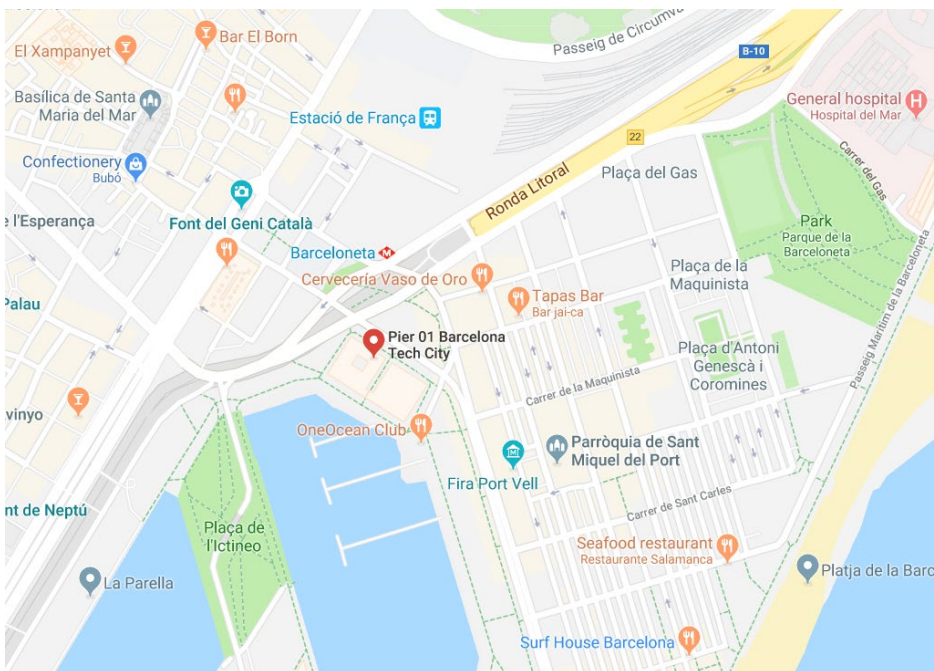 Passeig de Circumva
Bar El Born
El Xampanyet
B-10
Basílica de Santa
Maria del Mar
General hospital
Hospital del Mar
Estació de França
22
Carrer del Gas
Confectionery
Bubó
Plaça del Gas
Ronda Litoral
e l'Esperança
Font del Geni Català
Park
Parque de la
Barceloneta
Barceloneta
M
Plaça de la
Maquinista
Cervecería Vaso de Oro
Palau
Tapas Bar
Bar jai-ca
Passeig Marítim de la Barceloneta
Pier 01 Barcelona
Tech City
Plaça d'Antoni
Genescà i
Coromines
Carrer de la Maquinista
vinyo
OneOcean Club
Parròquia de Sant
Miquel del Port
Fira Port Vell
nt de Neptú
Carrer de Sant Carles
Plaça de
l'Ictineo
Seafood restaurant
Restaurante Salamanca
La Parella
Platja de la Barc
Surf House Barcelona